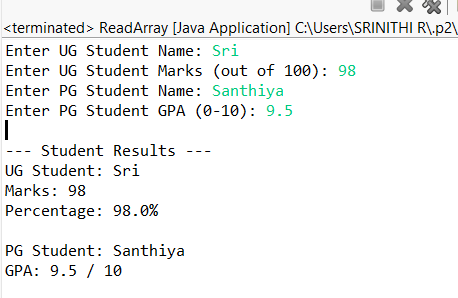 <terminated> ReadArray [Java Application] C:\Users\SRINITHI R\.p2\
Enter UG Student Name: Sri
Enter UG Student Marks (out of 100): 98
Enter PG Student Name: Santhiya
Enter PG Student GPA (0-10): 9.5
--- Student Results ---
UG Student: Sri
Marks: 98
Percentage: 98.0%
PG Student: Santhiya
GPA: 9.5 / 10